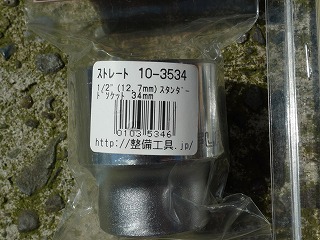 ストレート 10-3534
1/2"(12.7mm)スタンダー
ドソケット 34mm
0103 5346
http://整備工具.jp/